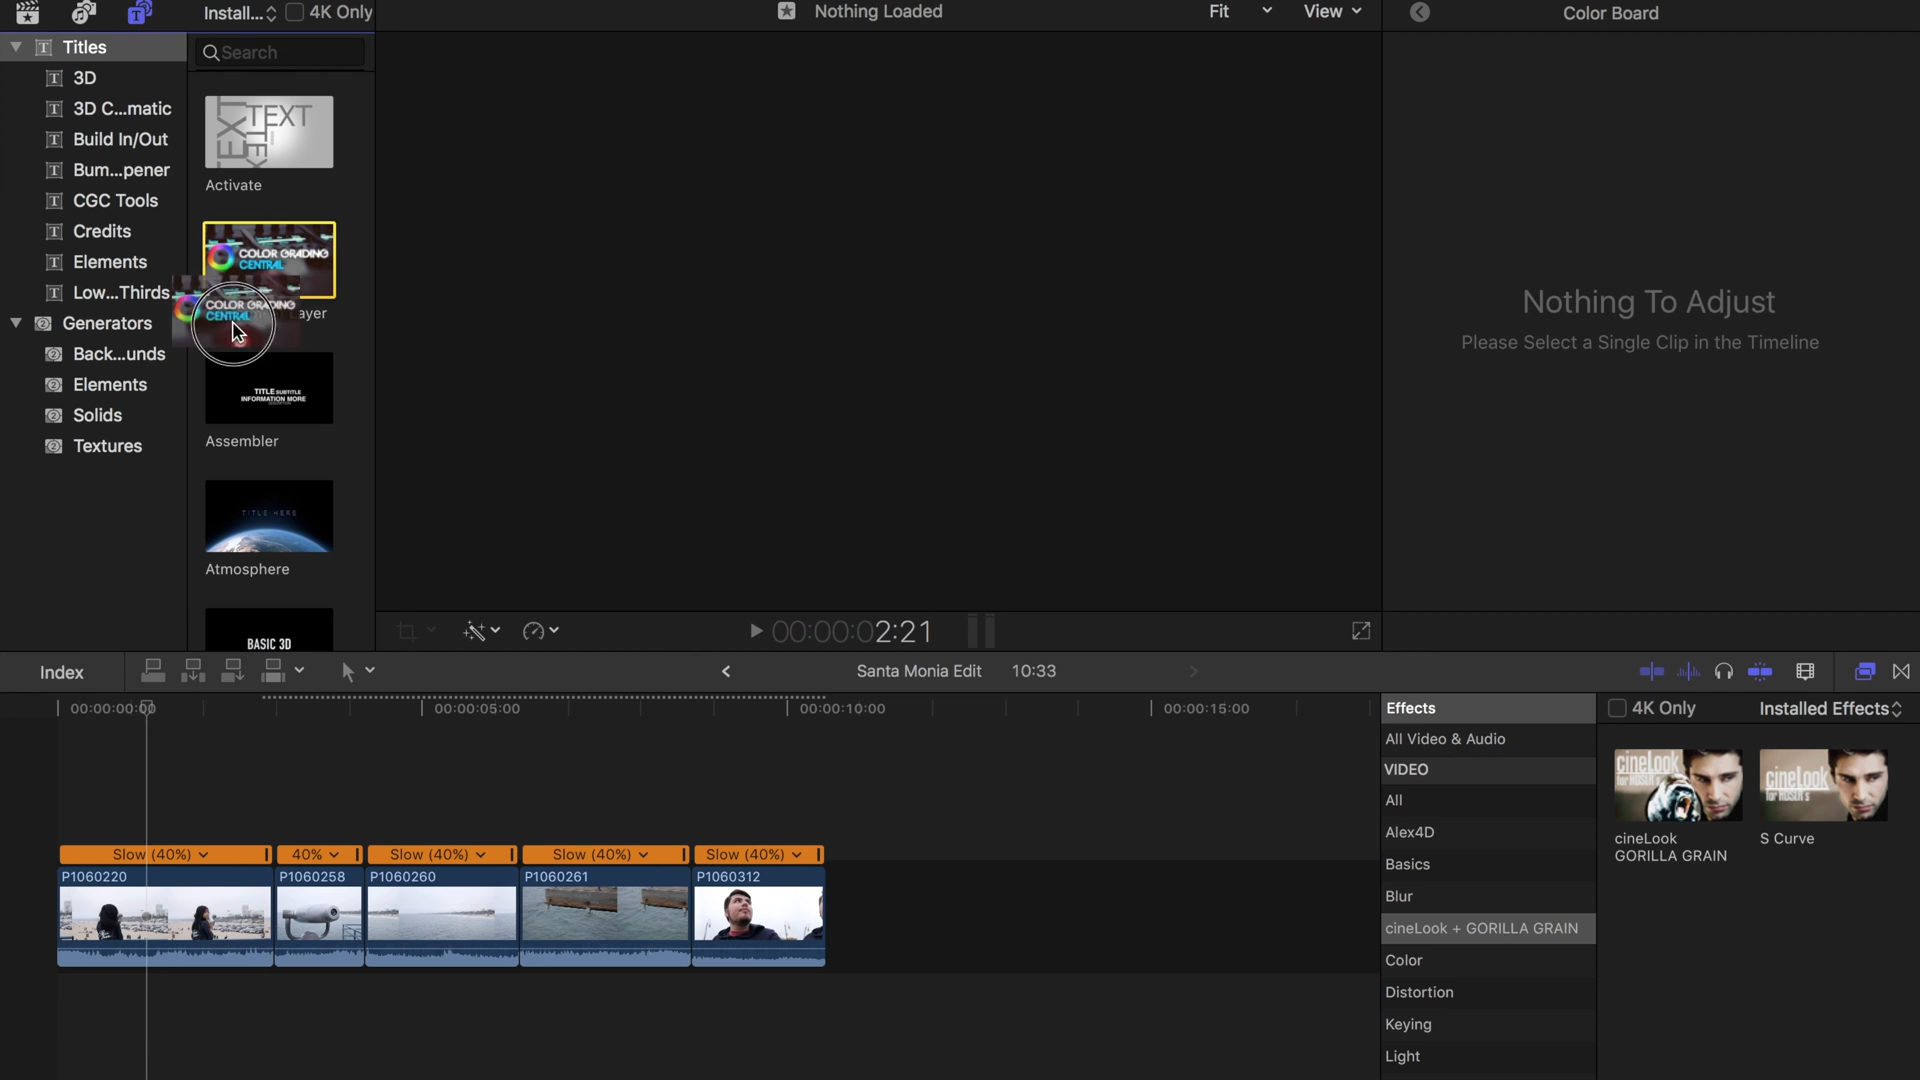 Install...
4K Only
Nothing Loaded
Fit
View
Color Board
Titles
Search
3D
3D C...matic
Build In/Out
Bum...pener
CGC Tools
Credits
Elements
Low...Thirds
Generators
Back...unds
Elements
Solids
Textures
TEXT
TEXT
Activate
COLOR GRADING
CENTRAL
COLOR GRADING
CENTRAL
Layer
TITLE SUBTITLE
INFORMATION MORE
Assembler
TITLE HERE
Atmosphere
BASIC 3D
Nothing To Adjust
Please Select a Single Clip in the Timeline
00:00:02:21
Index
Santa Monia Edit 10:33
00:00:00:00
00:00:05:00
00:00:10:00
00:00:15:00
Slow (40%)
40%
Slow (40%)
Slow (40%)
Slow (40%)
P1060220
P1060258
P1060260
P1060261
P1060312
Effects
All Video & Audio
VIDEO
All
Alex4D
Basics
Blur
cineLook + GORILLA GRAIN
Color
Distortion
Keying
Light
4K Only
Installed Effects
cineLook
cineLook
cineLook
GORILLA GRAIN
S Curve